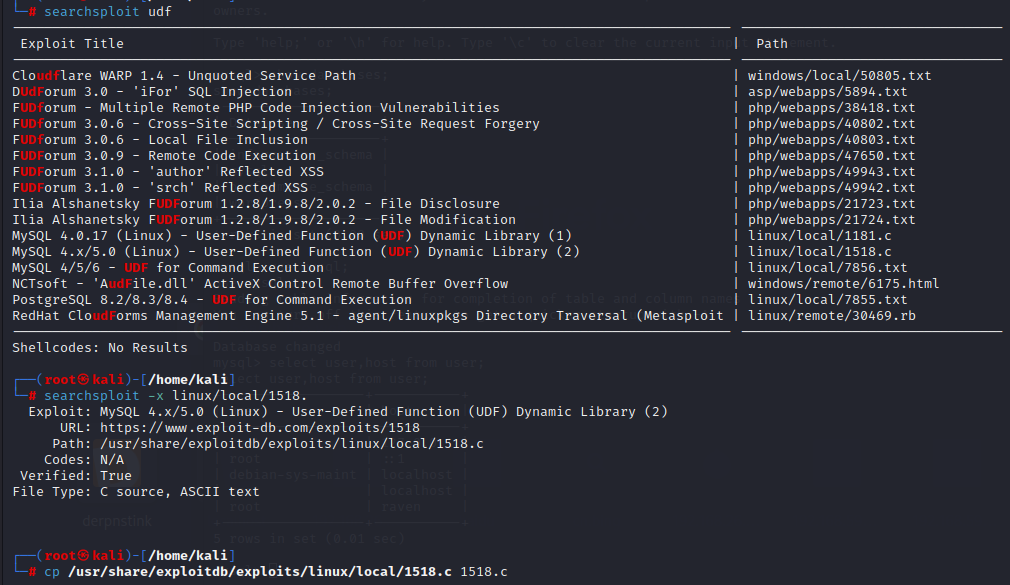 └─# searchsploit udf
Exploit Title | Path
Cloudflare WARP 1.4 - Unquoted Service Path | windows/local/50805.txt
DUdForum 3.0 - 'iFor' SQL Injection | asp/webapps/5894.txt
FUDforum - Multiple Remote PHP Code Injection Vulnerabilities | php/webapps/38418.txt
FUDforum 3.0.6 - Cross-Site Scripting / Cross-Site Request Forgery | php/webapps/40802.txt
FUDforum 3.0.6 - Local File Inclusion | php/webapps/40803.txt
FUDForum 3.0.9 - Remote Code Execution | php/webapps/47650.txt
FUDForum 3.1.0 - 'author' Reflected XSS | php/webapps/49943.txt
FUDForum 3.1.0 - 'srch' Reflected XSS | php/webapps/49942.txt
Ilia Alshanetsky FUDForum 1.2.8/1.9.8/2.0.2 - File Disclosure | php/webapps/21723.txt
Ilia Alshanetsky FUDForum 1.2.8/1.9.8/2.0.2 - File Modification | php/webapps/21724.txt
MySQL 4.0.17 (Linux) - User-Defined Function (UDF) Dynamic Library (1) | linux/local/1181.c
MySQL 4.x/5.0 (Linux) - User-Defined Function (UDF) Dynamic Library (2) | linux/local/1518.c
MySQL 4/5/6 - UDF for Command Execution | linux/local/7856.txt
NCTsoft - 'AudFile.dll' ActiveX Control Remote Buffer Overflow | windows/remote/6175.html
PostgreSQL 8.2/8.3/8.4 - UDF for Command Execution | linux/local/7855.txt
RedHat CloudForms Management Engine 5.1 - agent/linuxpkgs Directory Traversal (Metasploit | linux/remote/30469.rb
Shellcodes: No Results
┌──(root㉿kali)-[/home/kali]
└─# searchsploit -x linux/local/1518.
Exploit: MySQL 4.x/5.0 (Linux) - User-Defined Function (UDF) Dynamic Library (2)
URL: https://www.exploit-db.com/exploits/1518
Path: /usr/share/exploitdb/exploits/linux/local/1518.c
Codes: N/A
Verified: True
File Type: C source, ASCII text
┌──(root㉿kali)-[/home/kali]
└─# cp /usr/share/exploitdb/exploits/linux/local/1518.c 1518.c